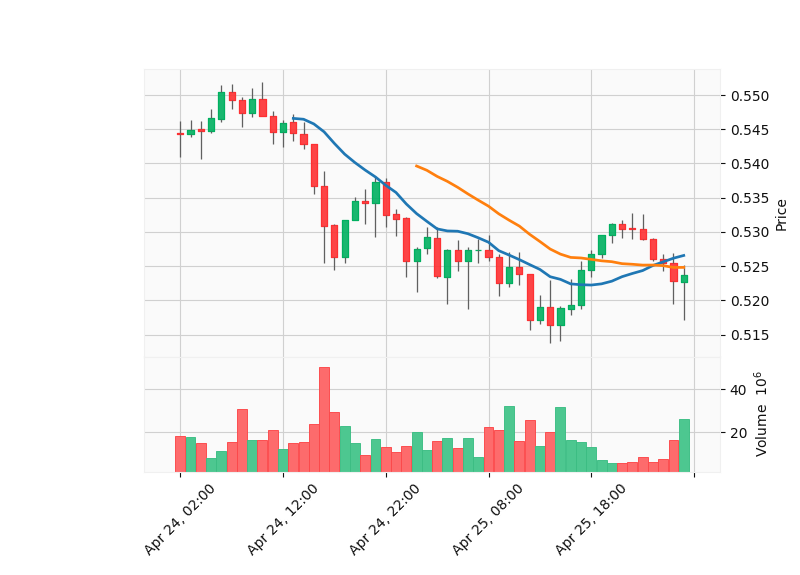 0.550
0.545
0.540
0.535
0.530
0.525
0.520
0.515
Price
40
20
Volume 10^6
Apr 24, 02:00
Apr 24, 12:00
Apr 24, 22:00
Apr 25, 08:00
Apr 25, 18:00